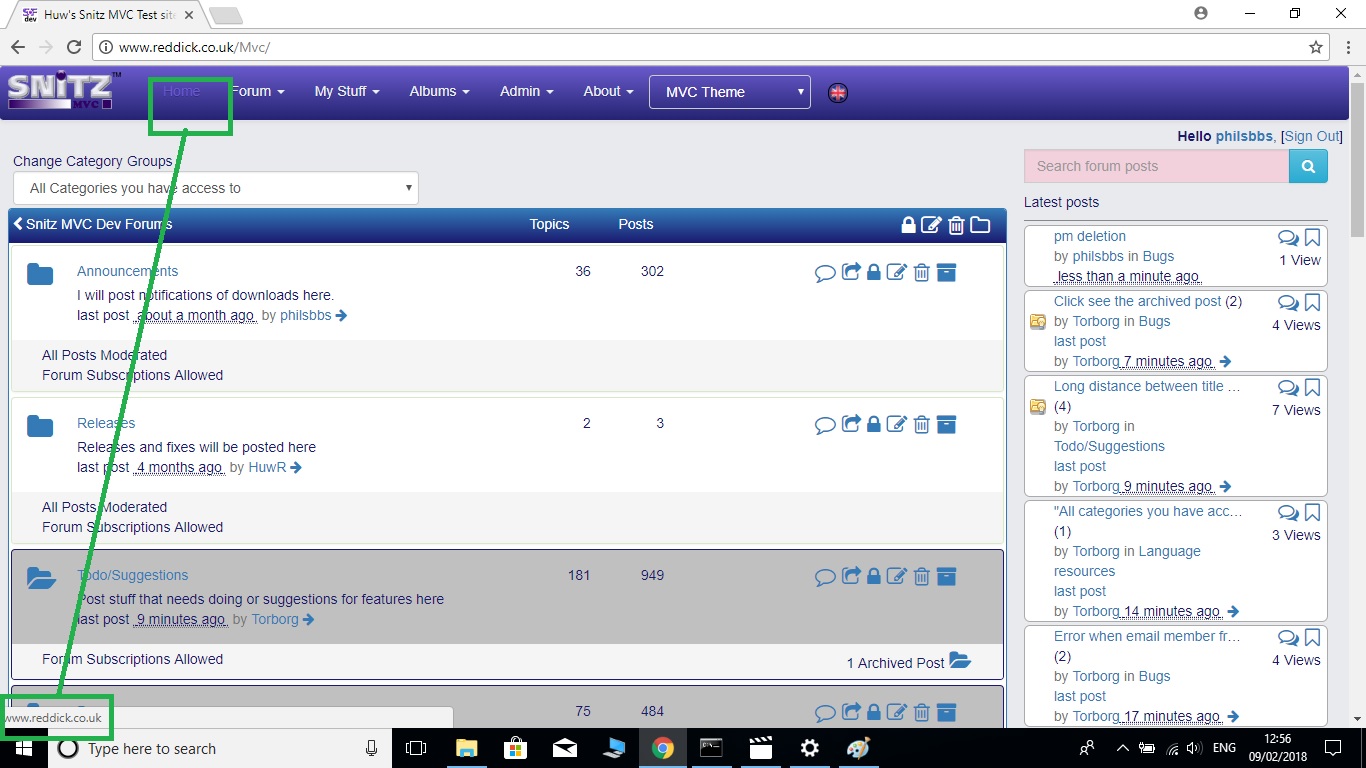 Huw's Snitz MVC Test site
www.reddick.co.uk/Mvc/
SNiTZ™
MVC
Home
Forum
My Stuff
Albums
Admin
About
MVC Theme
Hello philsbbs, [Sign Out]
Change Category Groups
All Categories you have access to
Search forum posts
Snitz MVC Dev Forums Topics Posts
Announcements 36 302
I will post notifications of downloads here.
last post about a month ago by philsbbs
All Posts Moderated
Forum Subscriptions Allowed
Releases 2 3
Releases and fixes will be posted here
last post 4 months ago by HuwR
All Posts Moderated
Forum Subscriptions Allowed
Todo/Suggestions 181 949
Post stuff that needs doing or suggestions for features here
last post 9 minutes ago by Torborg
Forum Subscriptions Allowed
1 Archived Post
75 484
www.reddick.co.uk
Latest posts
pm deletion
by philsbbs in Bugs
1 View
less than a minute ago
Click see the archived post (2)
by Torborg in Bugs
4 Views
last post
by Torborg 7 minutes ago
Long distance between title ...
(4)
7 Views
by Torborg in
Todo/Suggestions
last post
by Torborg 9 minutes ago
"All categories you have acc...
(1)
3 Views
by Torborg in Language
resources
last post
by Torborg 14 minutes ago
Error when email member fr...
(2)
4 Views
by Torborg in Bugs
last post
by Torborg 17 minutes ago
Type here to search
ENG
12:56
09/02/2018